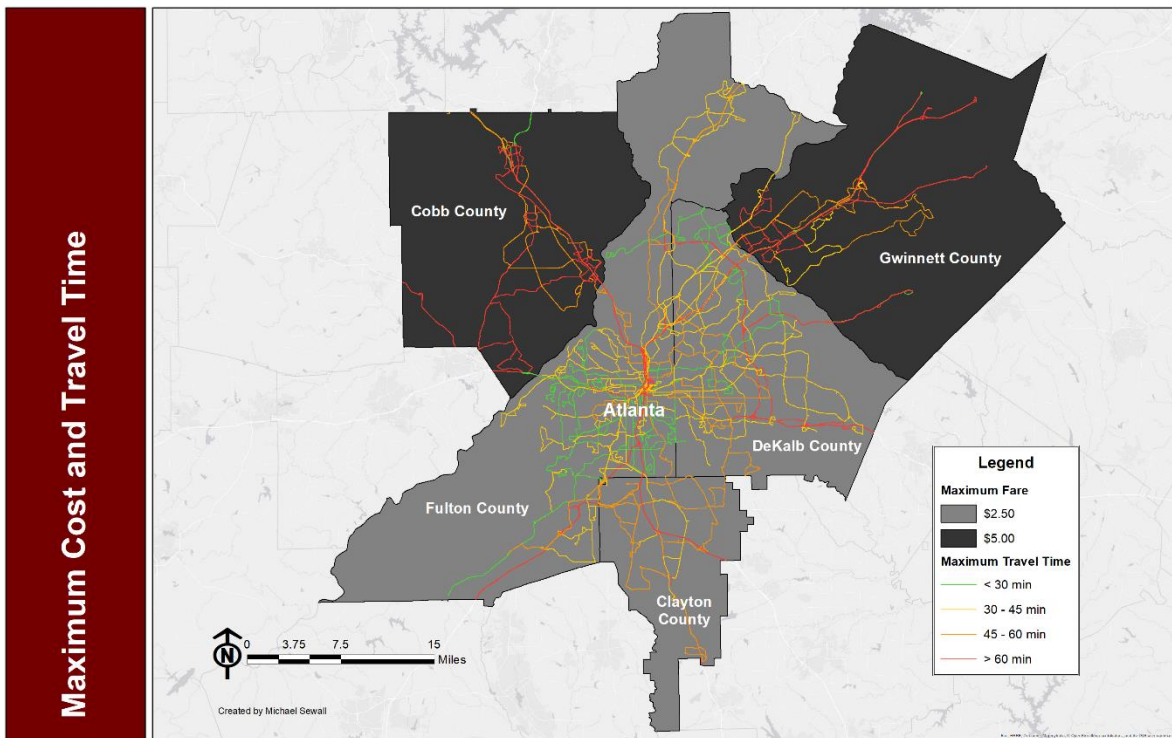 Maximum Cost and Travel Time
Cobb County
Gwinnett County
Atlanta
DeKalb County
Fulton County
Clayton
County
Legend
Maximum Fare
$2.50
$5.00
Maximum Travel Time
< 30 min
30 - 45 min
45 - 60 min
> 60 min
N
0 3.75 7.5 15
Miles
Created by Michael Sewall